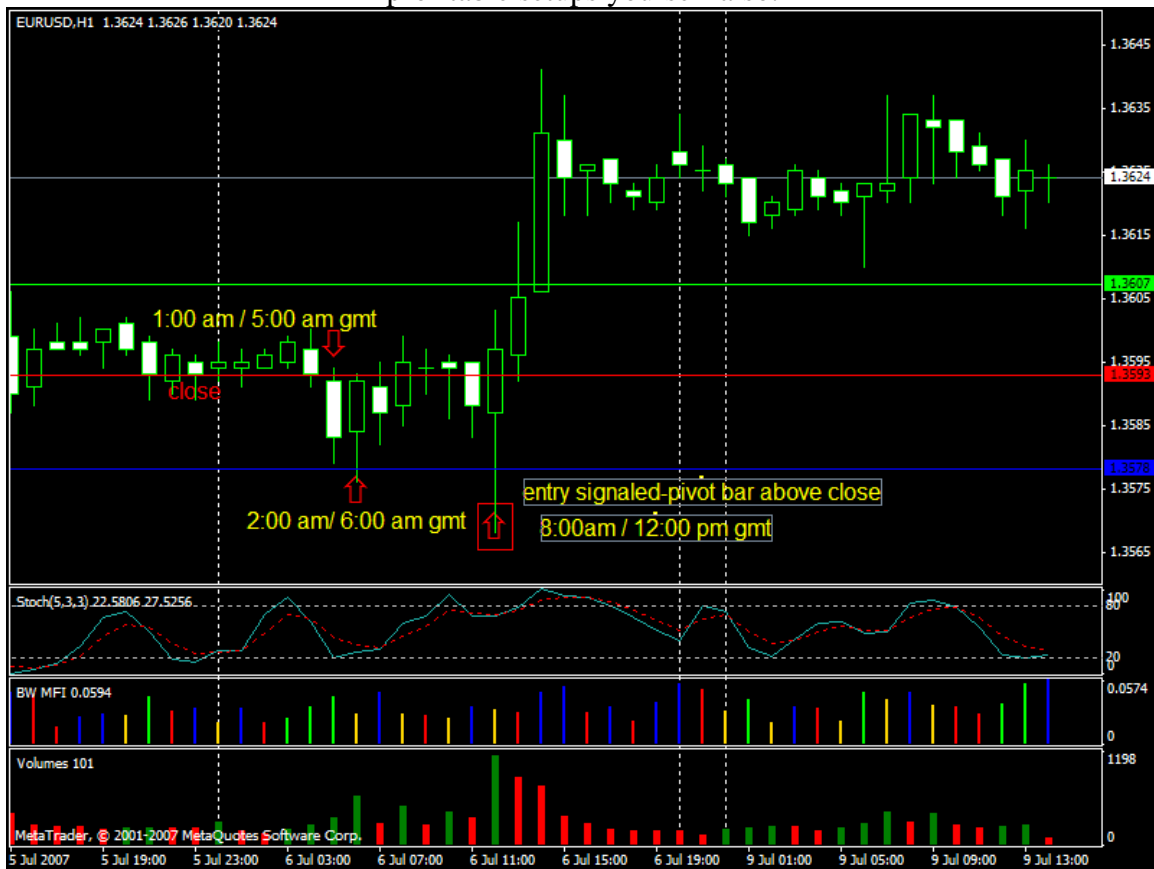 EURUSD,H1 1.3624 1.3626 1.3620 1.3624
1.3645
1.3635
1.3624
1.3615
1.3607
1.3605
1:00 am / 5:00 am gmt
1.3595
1.3593
close
1.3585
1.3578
1.3575
entry signaled-pivot bar above close
2:00 am/ 6:00 am gmt
8:00am / 12:00 pm gmt
1.3565
Stoch(5,3,3) 22.5806 27.5256
100
80
20
0
BW MFI 0.0594
0.0574
0
Volumes 101
1198
MetaTrader, © 2001-2007 MetaQuotes Software Corp.
0
5 Jul 2007 5 Jul 19:00 5 Jul 23:00 6 Jul 03:00 6 Jul 07:00 6 Jul 11:00 6 Jul 15:00 6 Jul 19:00 9 Jul 01:00 9 Jul 05:00 9 Jul 09:00 9 Jul 13:00